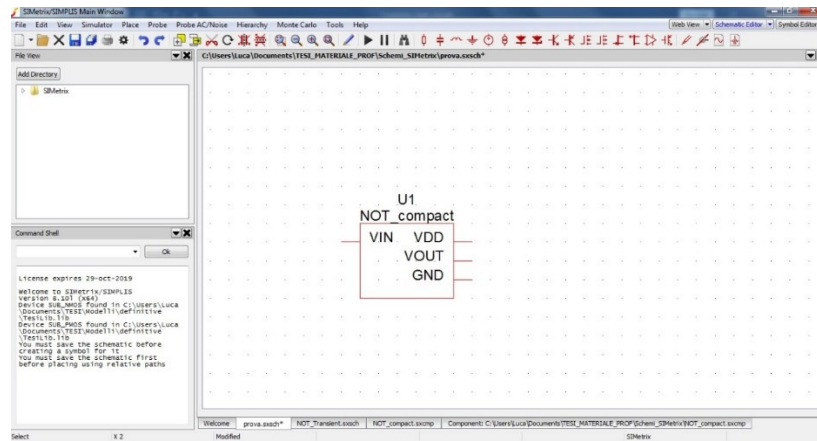 SIMetrix/SIMPLIS Main Window
File Edit View Simulator Place Probe Probe AC/Noise Hierarchy Monte Carlo Tools Help
Web View Schematic Editor Symbol Editor
File View
C:\Users\Luca\Documents\TESI_MATERIALE_PROF\Schemi_SIMetrix\prova.sxsch*
Add Directory
SIMetrix
U1
NOT_compact
VIN VDD
VOUT
GND
Command Shell
Ok
License expires 29-oct-2019
Welcome to SIMetrix/SIMPLIS
Version 8.10l (x64)
Device SUB_NMOS found in C:\Users\Luca
\Documents\TESI\Modelli\definitive
\TesiLib.lib
Device SUB_PMOS found in C:\Users\Luca
\Documents\TESI\Modelli\definitive
\TesiLib.lib
You must save the schematic before
creating a symbol for it
You must save the schematic first
before placing using relative paths
Welcome prova.sxsch* NOT_Transient.sxsch NOT_compact.sxcmp Component: C:\Users\Luca\Documents\TESI_MATERIALE_PROF\Schemi_SIMetrix\NOT_compact.sxcmp
Select X 2 Modified SIMetrix